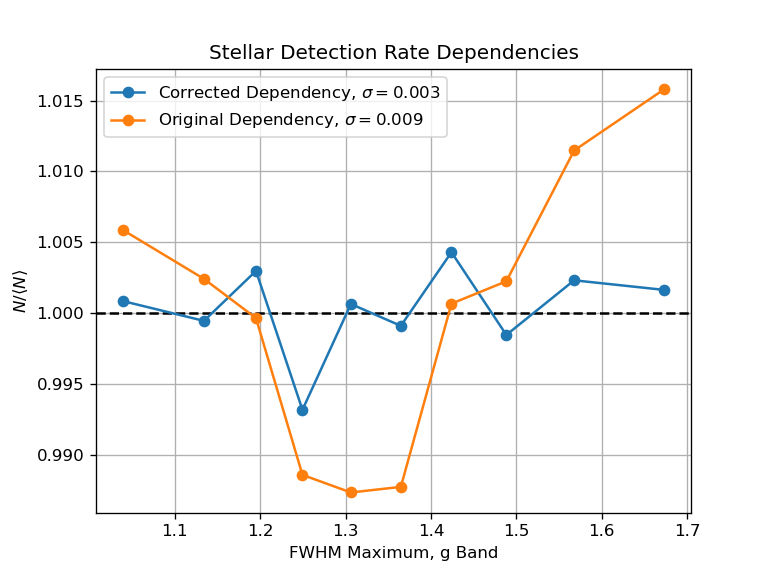 Stellar Detection Rate Dependencies
Corrected Dependency, σ = 0.003
Original Dependency, σ = 0.009
1.015
1.010
1.005
1.000
0.995
0.990
N/⟨N⟩
1.1 1.2 1.3 1.4 1.5 1.6 1.7
FWHM Maximum, g Band